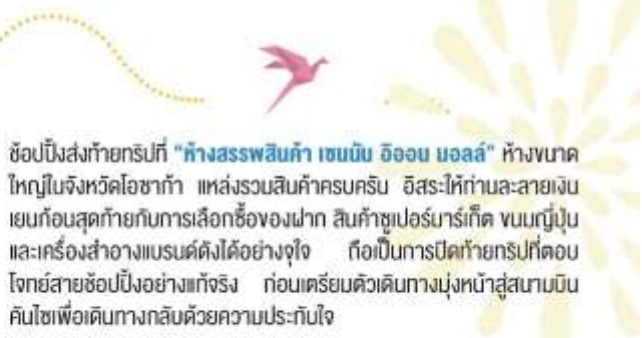 ช้อปปิ้งส่งท้ายทริปที่ “ห้างสรรพสินค้า เซนนัน อิออน มอลล์” ห้างขนาด
ใหญ่ในจังหวัดโอซาก้า แหล่งรวมสินค้าครบครัน อิสระให้ท่านละลายเงิน
เยนก้อนสุดท้ายกับการเลือกซื้อของฝาก สินค้าซูเปอร์มาร์เก็ต ขนมญี่ปุ่น
และเครื่องสำอางแบรนด์ดังได้อย่างจุใจ ถือเป็นการปิดท้ายทริปที่ตอบ
โจทย์สายช้อปปิ้งอย่างแท้จริง ก่อนเตรียมตัวเดินทางมุ่งหน้าสู่สนามบิน
คันไซเพื่อเดินทางกลับด้วยความประทับใจ